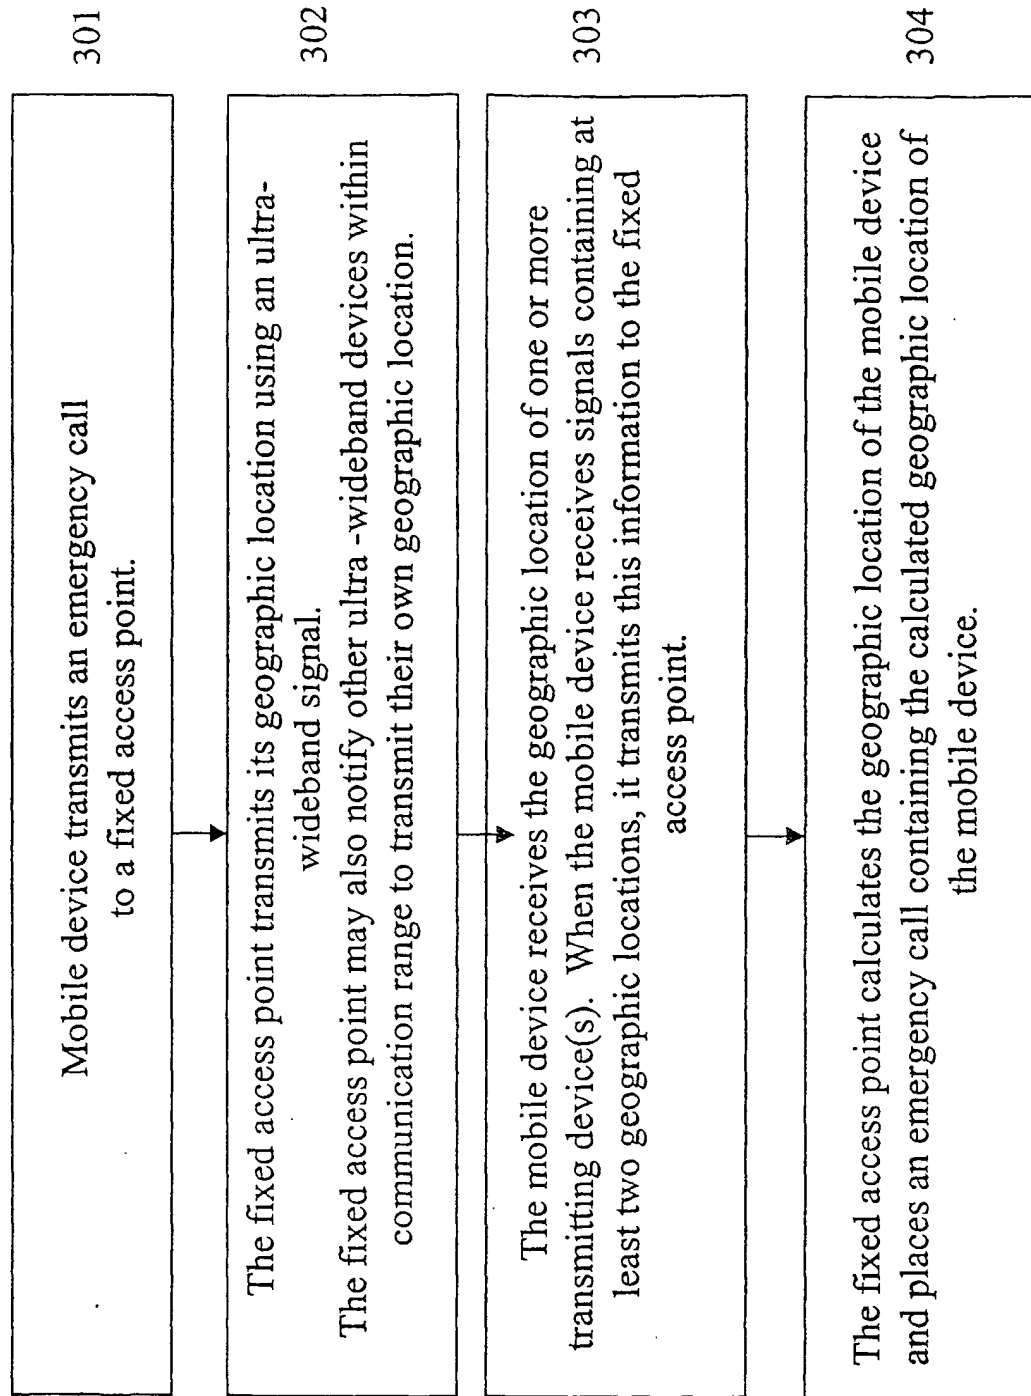 Mobile device transmits an emergency call
to a fixed access point.
301
The fixed access point transmits its geographic location using an ultra-
wideband signal.
The fixed access point may also notify other ultra -wideband devices within
communication range to transmit their own geographic location.
302
The mobile device receives the geographic location of one or more
transmitting device(s). When the mobile device receives signals containing at
least two geographic locations, it transmits this information to the fixed
access point.
303
The fixed access point calculates the geographic location of the mobile device
and places an emergency call containing the calculated geographic location of
the mobile device.
304